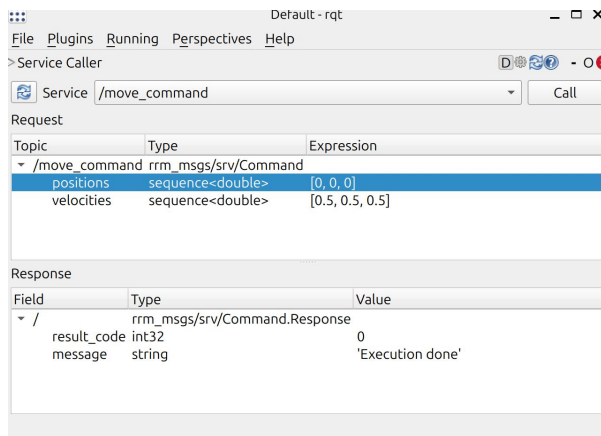 Default - rqt
File Plugins Running Perspectives Help
>Service Caller D - O
Service /move_command Call
Request
Topic Type Expression
/move_command rrm_msgs/srv/Command
positions sequence<double> [0, 0, 0]
velocities sequence<double> [0.5, 0.5, 0.5]
Response
Field Type Value
/ rrm_msgs/srv/Command.Response
result_code int32 0
message string 'Execution done'